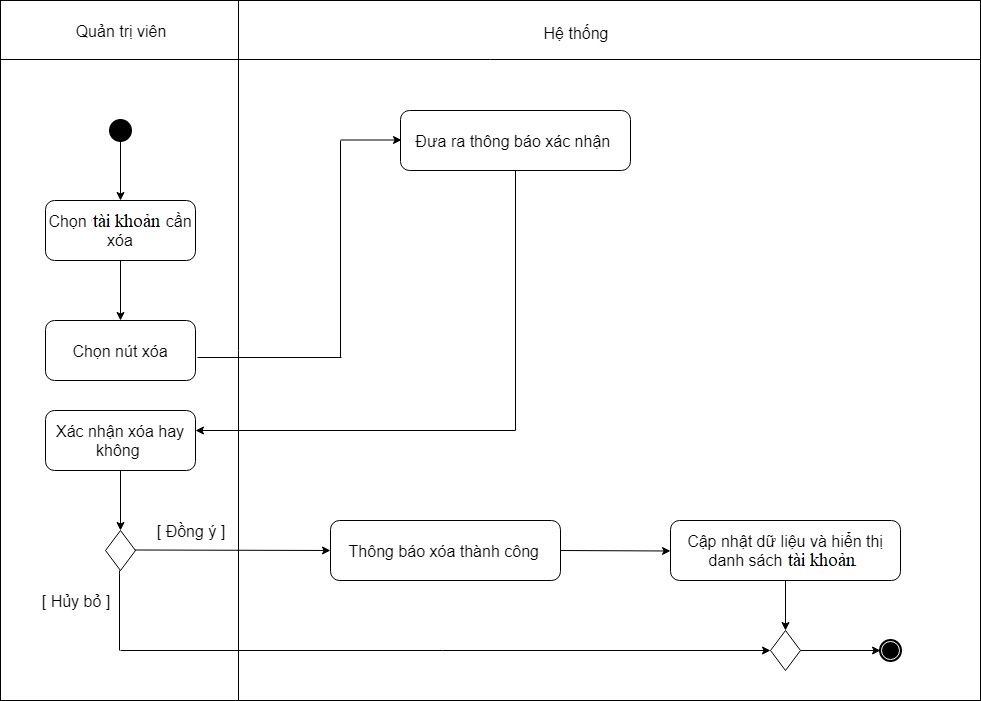 Quản trị viên
Hệ thống
Đưa ra thông báo xác nhận
Chọn tài khoản cần
xóa
Chọn nút xóa
Xác nhận xóa hay
không
[ Đồng ý ]
Thông báo xóa thành công
Cập nhật dữ liệu và hiển thị
danh sách tài khoản
[ Hủy bỏ ]